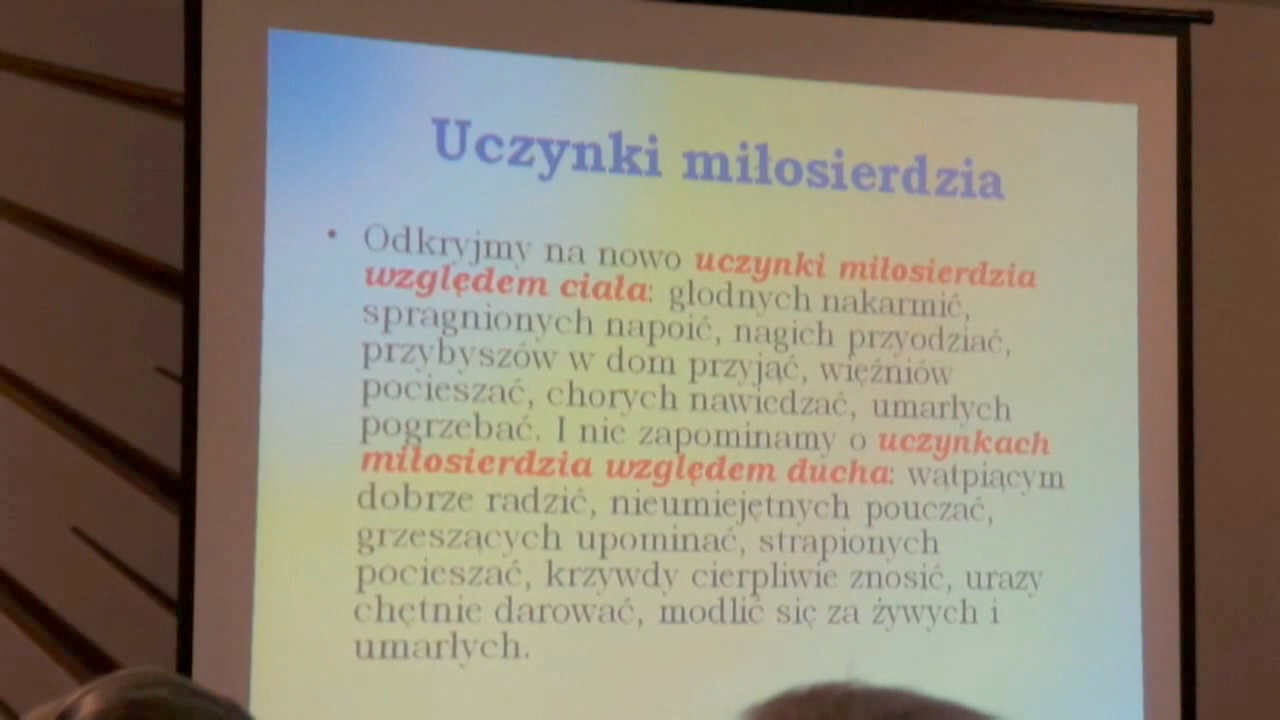 Uczynki miłosierdzia
• Odkryjmy na nowo uczynki miłosierdzia
względem ciała: głodnych nakarmić,
spragnionych napoić, nagich przyodziać,
przybyszów w dom przyjąć, więźniów
pocieszać, chorych nawiedzać, umarłych
pogrzebać. I nie zapominamy o uczynkach
miłosierdzia względem ducha: wątpiącym
dobrze radzić, nieumiejętnych pouczać,
grzeszących upominać, strapionych
pocieszać, krzywdy cierpliwie znosić, urazy
chętnie darować, modlić się za żywych i
umarłych.